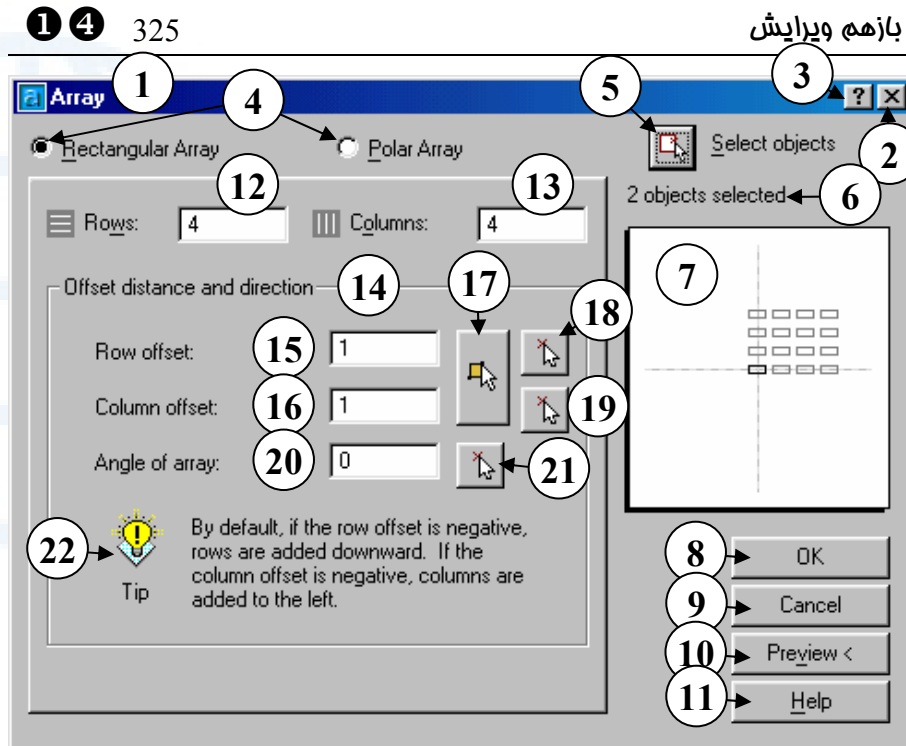 ❶❹ 325 بازهم ویرایش
Array 1 3 ? ×
4 5 2
Rectangular Array Polar Array Select objects
12 13 2 objects selected 6
Rows: 4 Columns: 4
7
Offset distance and direction 14 17 18
Row offset: 15 1
Column offset: 16 1 19
Angle of array: 20 0 21
22 Tip
By default, if the row offset is negative,
rows are added downward. If the
column offset is negative, columns are
added to the left.
8 OK
9 Cancel
10 Preview <
11 Help